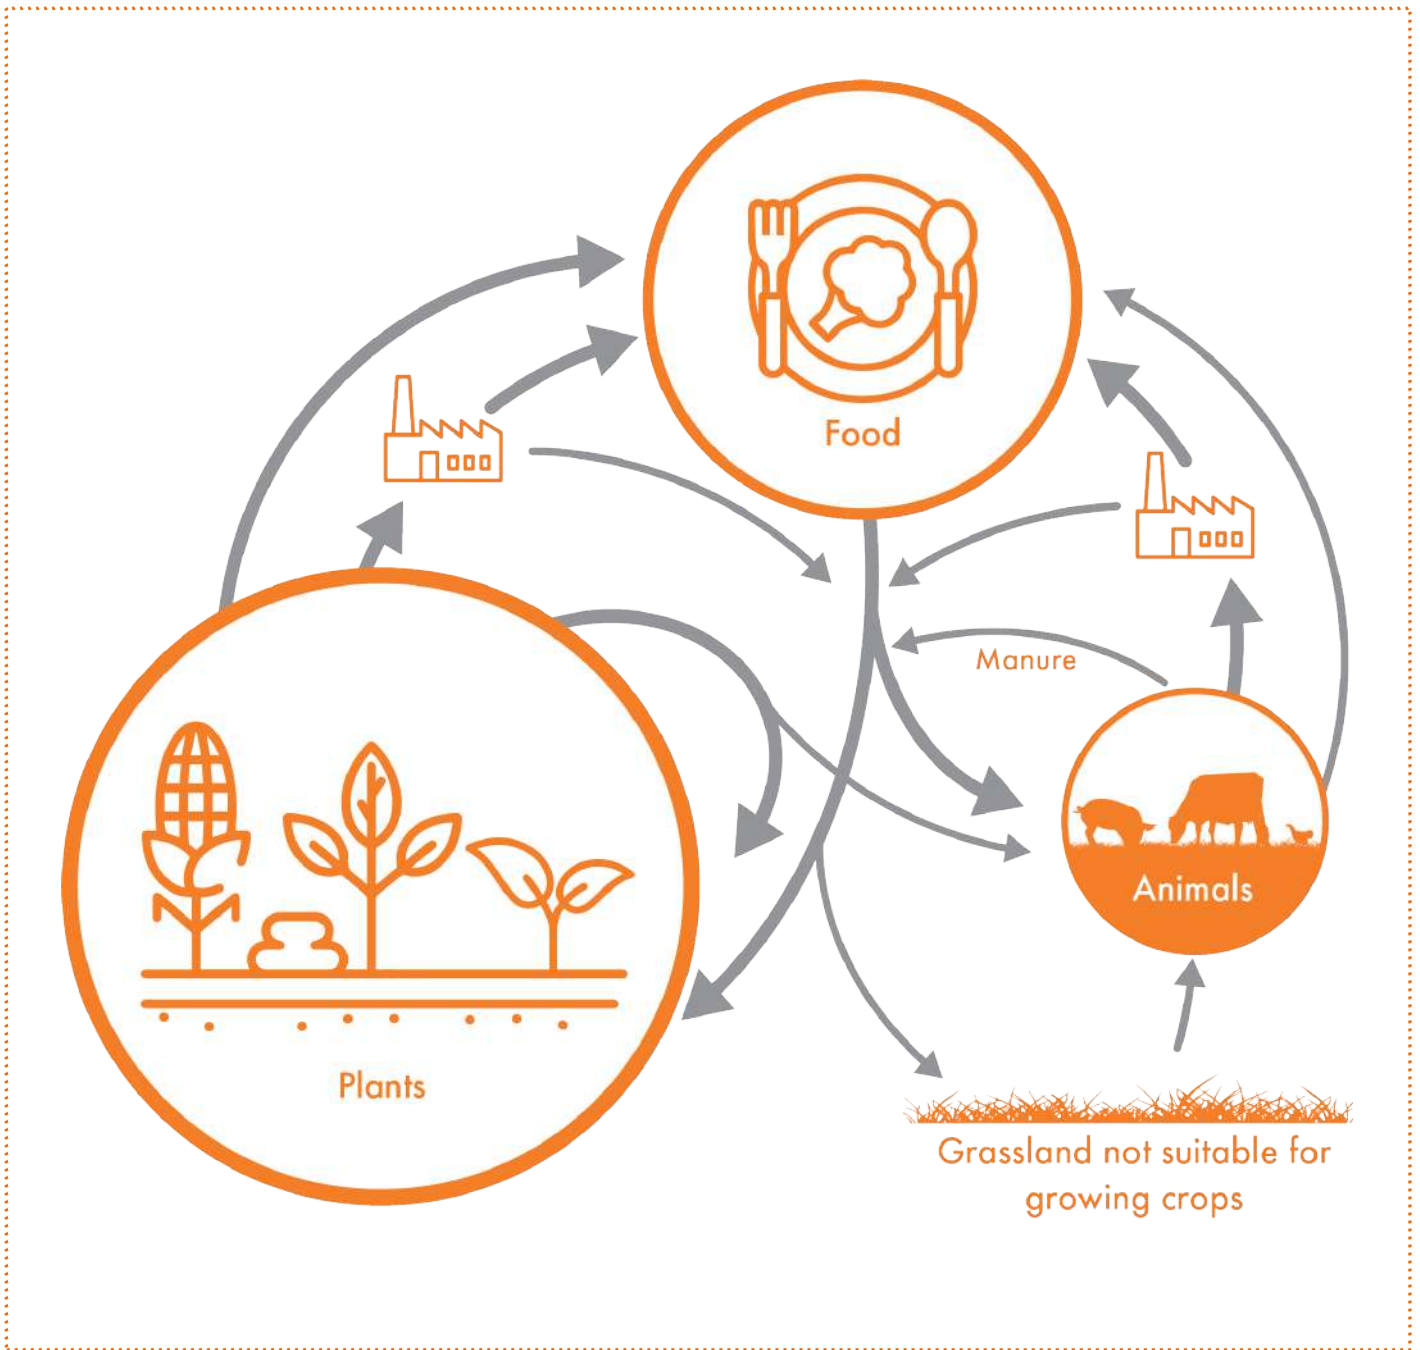 Food
Manure
Animals
Plants
Grassland not suitable for
growing crops